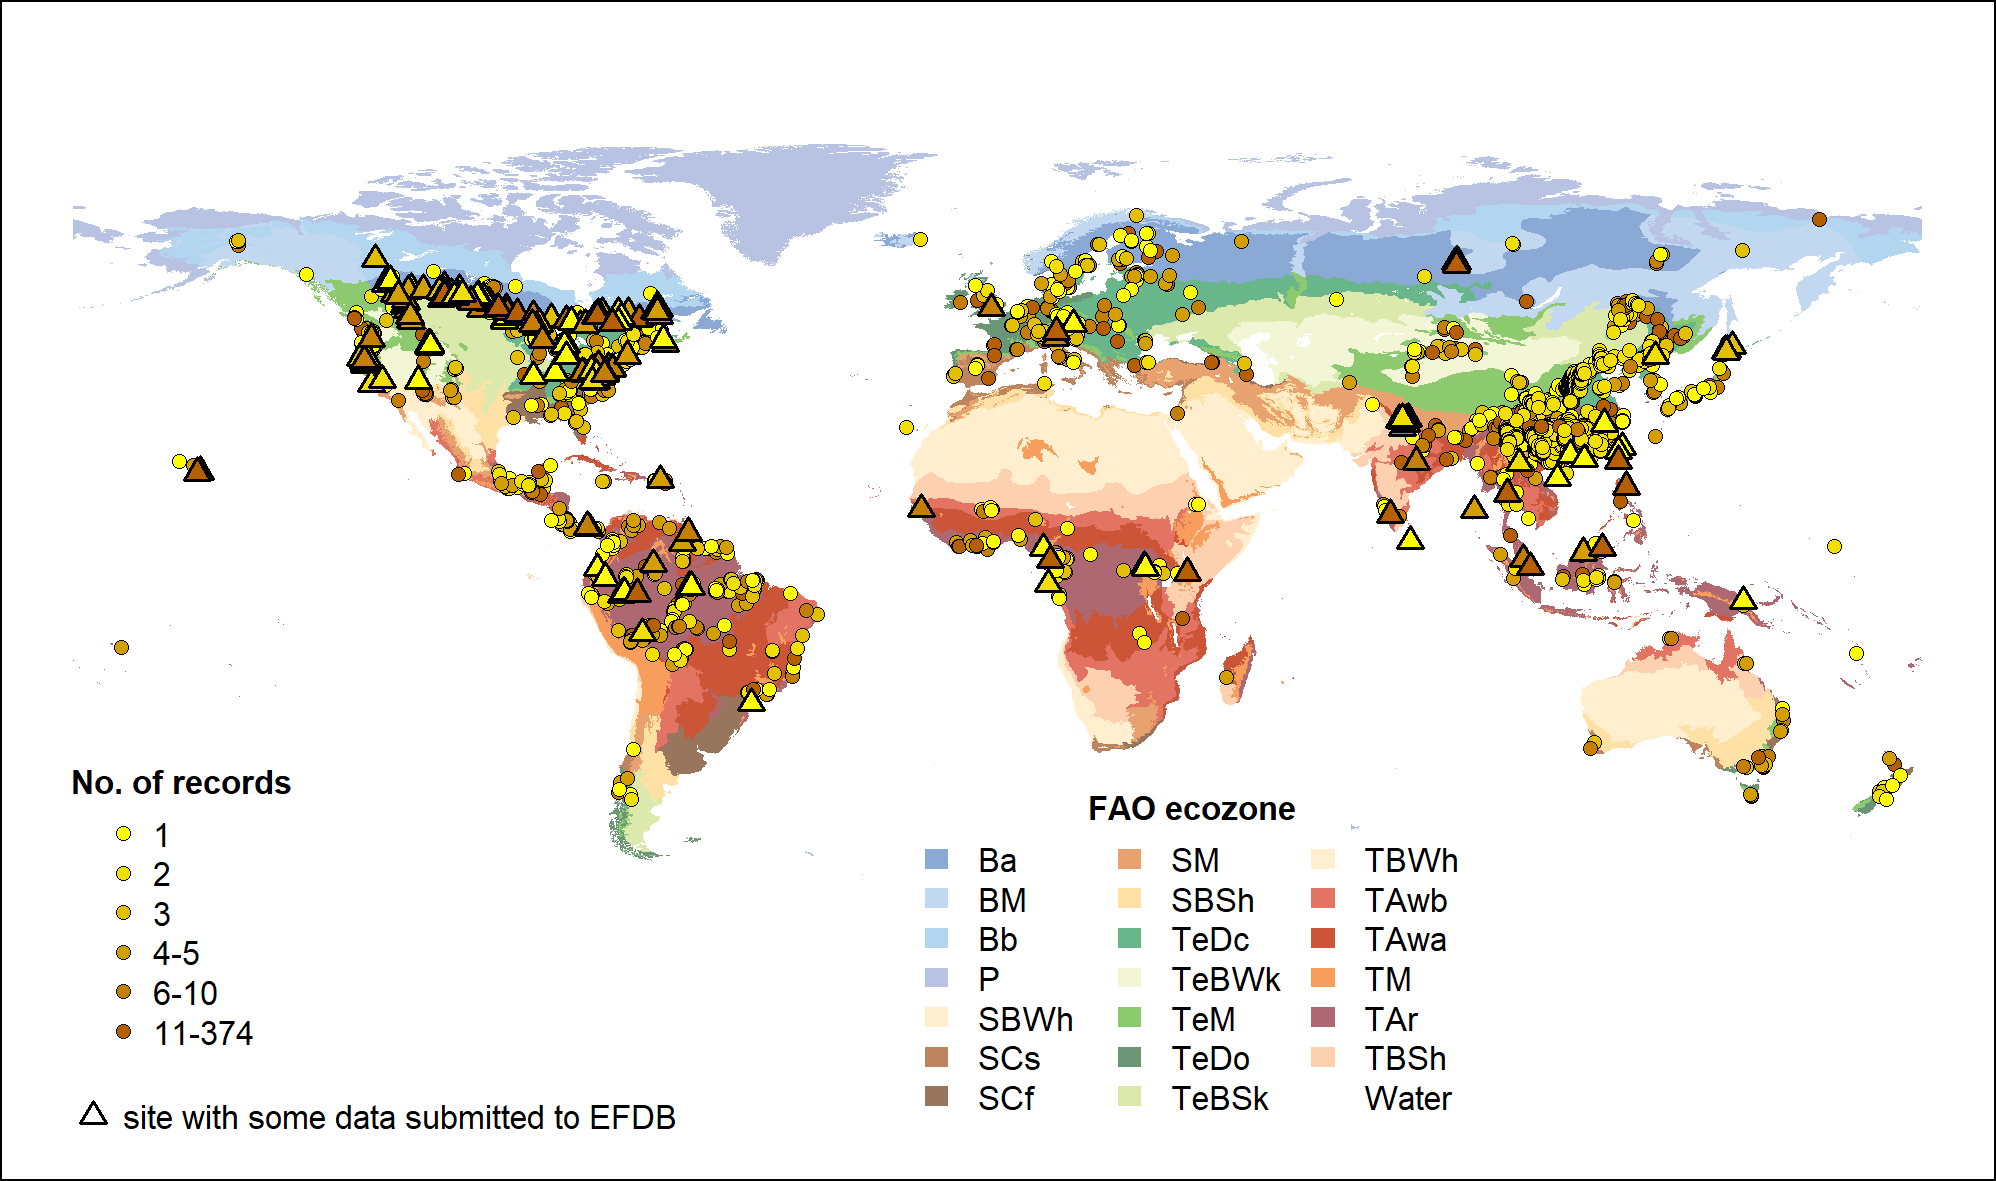 No. of records
1
2
3
4-5
6-10
11-374
site with some data submitted to EFDB
FAO ecozone
Ba
BM
Bb
P
SBWh
SCs
SCf
SM
SBSh
TeDc
TeBWk
TeM
TeDo
TeBSk
TBWh
TAwb
TAwa
TM
TAr
TBSh
Water